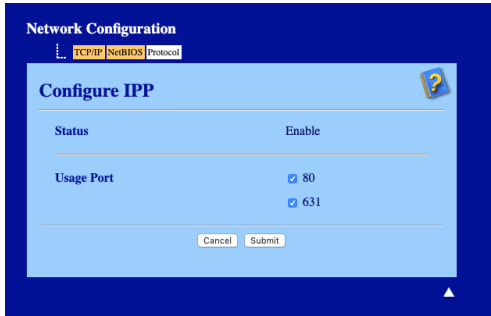 Network Configuration
TCP/IP NetBIOS Protocol
Configure IPP
?
Status Enable
Usage Port 80
631
Cancel Submit